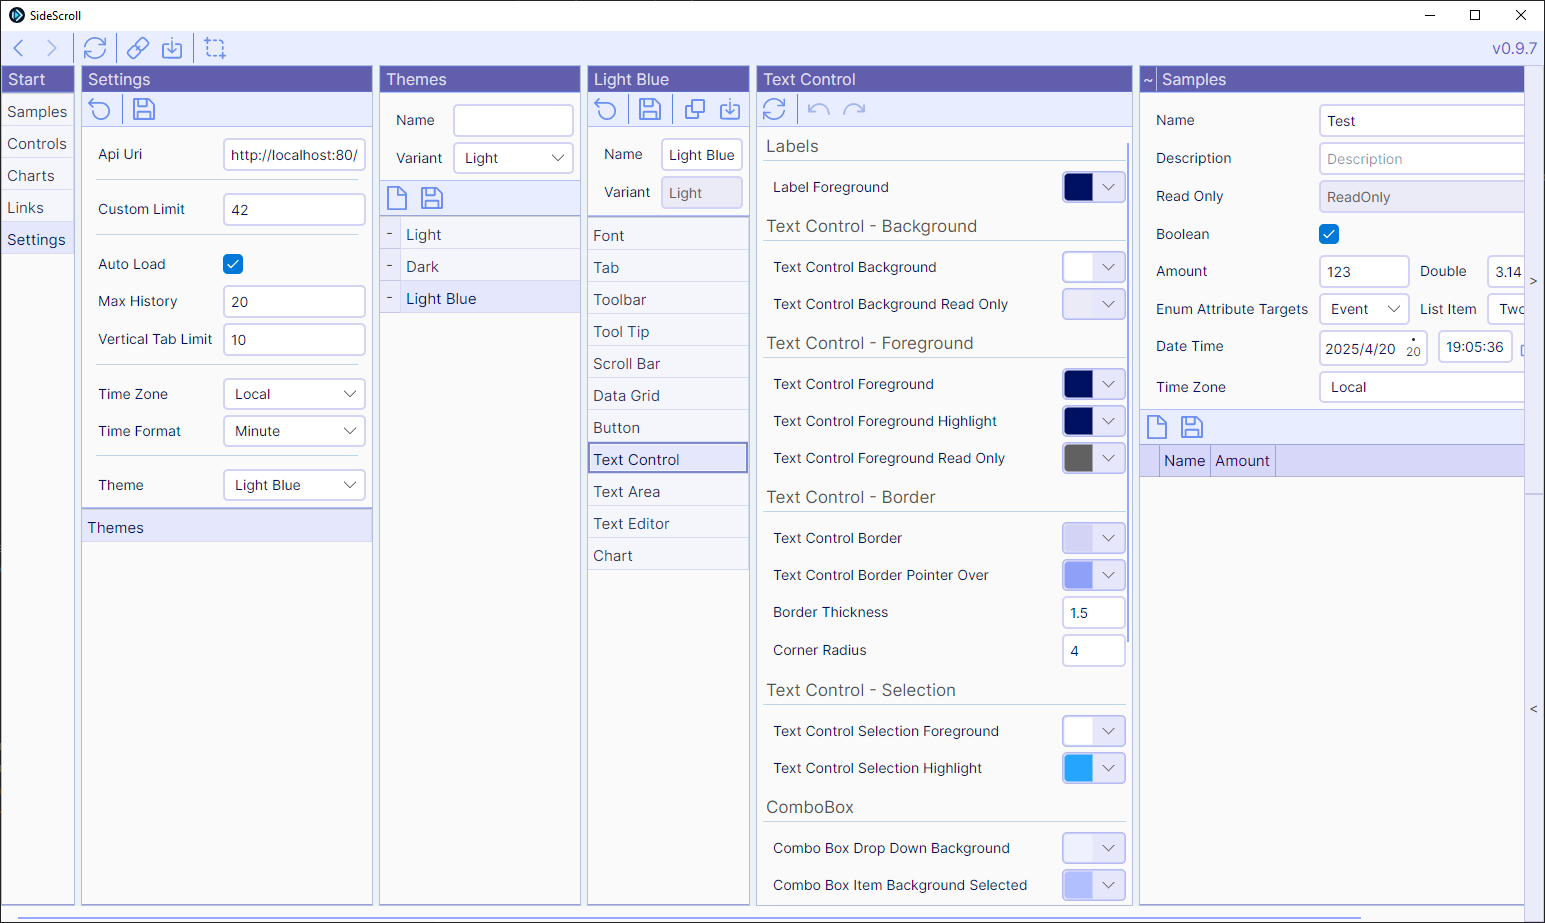 SideScroll
v0.9.7
Start
Samples
Controls
Charts
Links
Settings
Settings
Api Uri
http://localhost:80/
Custom Limit
42
Auto Load
Max History
20
Vertical Tab Limit
10
Time Zone
Local
Time Format
Minute
Theme
Light Blue
Themes
Themes
Name
Variant
Light
- Light
- Dark
- Light Blue
Light Blue
Name
Light Blue
Variant
Light
Font
Tab
Toolbar
Tool Tip
Scroll Bar
Data Grid
Button
Text Control
Text Area
Text Editor
Chart
Text Control
Labels
Label Foreground
Text Control - Background
Text Control Background
Text Control Background Read Only
Text Control - Foreground
Text Control Foreground
Text Control Foreground Highlight
Text Control Foreground Read Only
Text Control - Border
Text Control Border
Text Control Border Pointer Over
Border Thickness
1.5
Corner Radius
4
Text Control - Selection
Text Control Selection Foreground
Text Control Selection Highlight
ComboBox
Combo Box Drop Down Background
Combo Box Item Background Selected
~ Samples
Name
Test
Description
Description
Read Only
ReadOnly
Boolean
Amount
123
Double
3.14
Enum Attribute Targets
Event
List Item
Two
Date Time
2025/4/20
20
19:05:36
Time Zone
Local
Name Amount
>
<